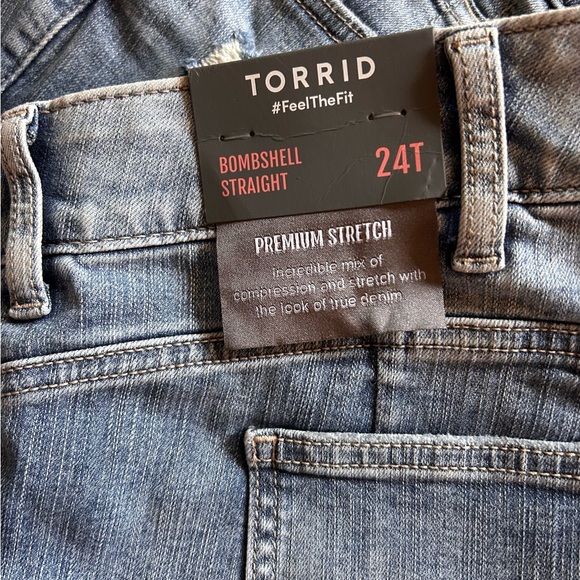 TORRID
#FeelTheFit
BOMBSHELL
STRAIGHT
24T
PREMIUM STRETCH
incredible mix of
compression and stretch with
the look of true denim